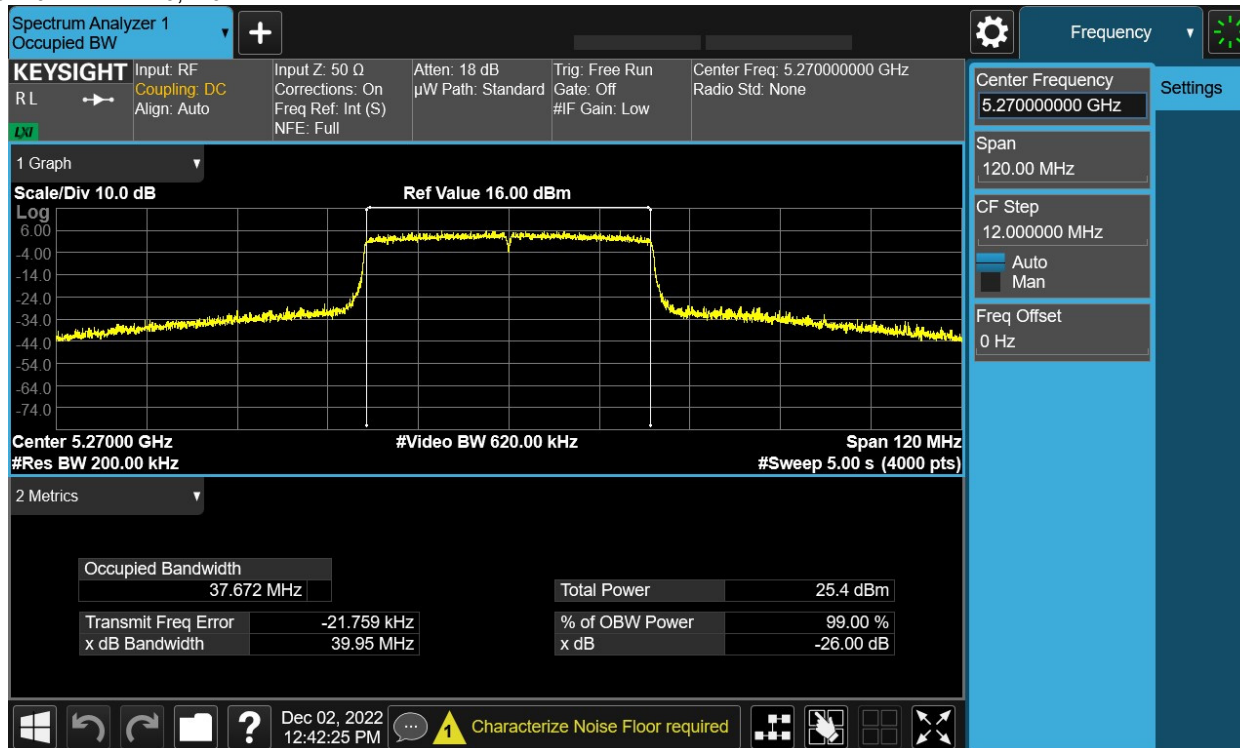 Spectrum Analyzer 1
Occupied BW
+
Frequency
KEYSIGHT
RL
LXI
Input: RF
Coupling: DC
Align: Auto
Input Z: 50 Ω
Corrections: On
Freq Ref: Int (S)
NFE: Full
Atten: 18 dB
µW Path: Standard
Trig: Free Run
Gate: Off
#IF Gain: Low
Center Freq: 5.270000000 GHz
Radio Std: None
Center Frequency
5.270000000 GHz
Settings
Span
120.00 MHz
CF Step
12.000000 MHz
Auto
Man
Freq Offset
0 Hz
1 Graph
Scale/Div 10.0 dB
Ref Value 16.00 dBm
Log
6.00
-4.00
-14.0
-24.0
-34.0
-44.0
-54.0
-64.0
-74.0
Center 5.27000 GHz
#Video BW 620.00 kHz
Span 120 MHz
#Res BW 200.00 kHz
#Sweep 5.00 s (4000 pts)
2 Metrics
Occupied Bandwidth
37.672 MHz
Total Power 25.4 dBm
Transmit Freq Error -21.759 kHz
% of OBW Power 99.00 %
x dB Bandwidth 39.95 MHz
x dB -26.00 dB
?
Dec 02, 2022
12:42:25 PM
1
Characterize Noise Floor required